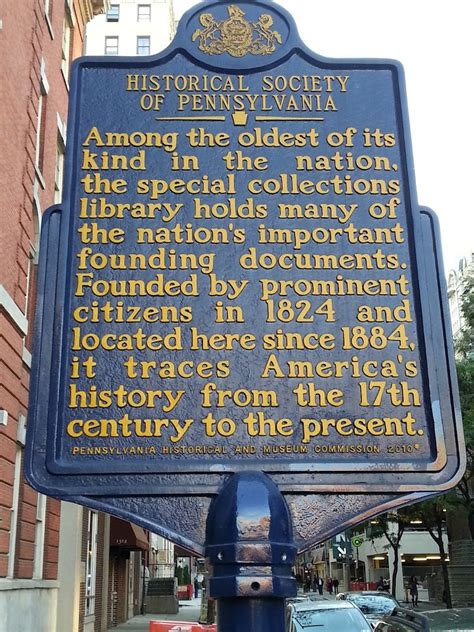 HISTORICAL SOCIETY
OF PENNSYLVANIA
Among the oldest of its
kind in the nation,
the special collections
library holds many of
the nation's important
founding documents.
Founded by prominent
citizens in 1824 and
located here since 1884,
it traces America's
history from the 17th
century to the present.
PENNSYLVANIA HISTORICAL AND MUSEUM COMMISSION 2010